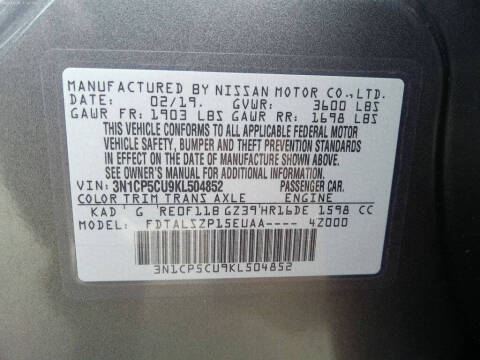 MANUFACTURED BY NISSAN MOTOR CO.,LTD.
DATE: 02/19. GVWR: 3600 LBS
GAWR FR: 1903 LBS GAWR RR: 1698 LBS
THIS VEHICLE CONFORMS TO ALL APPLICABLE FEDERAL MOTOR
VEHICLE SAFETY, BUMPER AND THEFT PREVENTION STANDARDS
IN EFFECT ON THE DATE OF MANUFACTURE SHOWN ABOVE.
SEE OWNER'S MANUAL FOR ADDITIONAL INFORMATION.
VIN: 3N1CP5CU9KL504852 PASSENGER CAR.
COLOR TRIM TRANS AXLE ENGINE
KAD G RE0F11B GZ39 HR16DE 1598 CC
MODEL: FDTALSZP15EUAA---- 4Z000
3N1CP5CU9KL504852